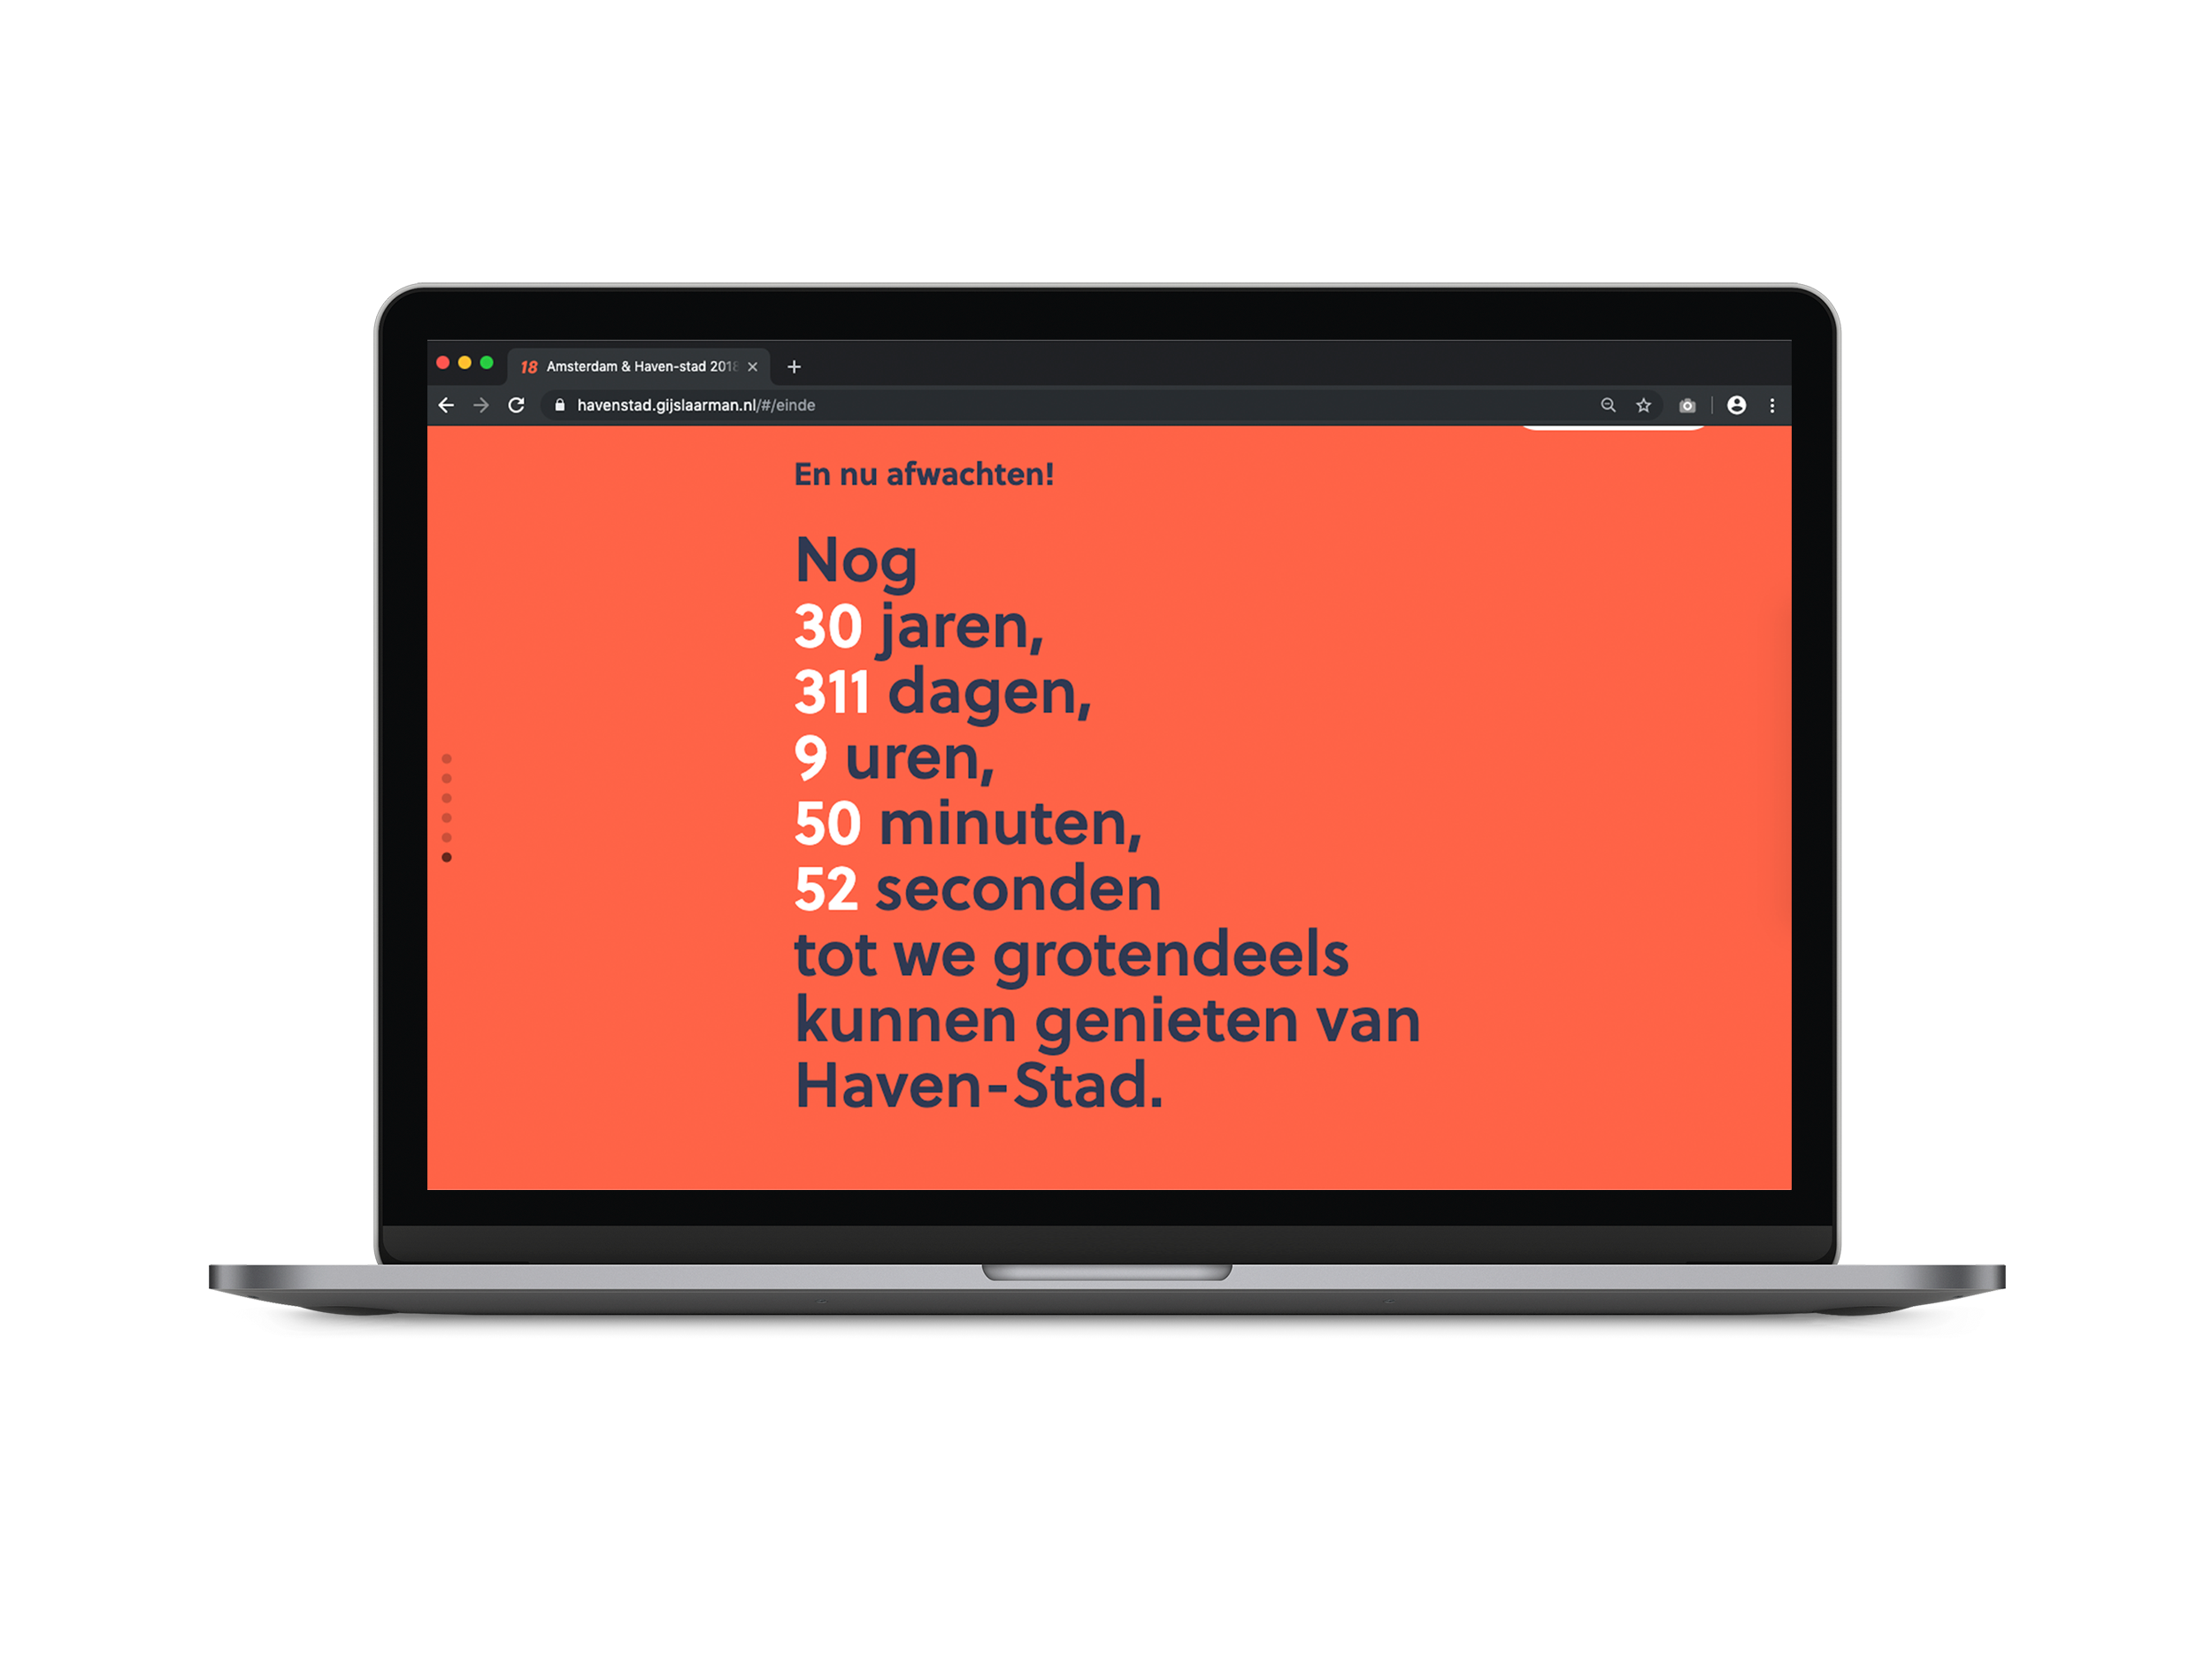 18 Amsterdam & Haven-stad 2018
havenstad.gijslaarman.nl/#/einde
En nu afwachten!
Nog
30 jaren,
311 dagen,
9 uren,
50 minuten,
52 seconden
tot we grotendeels
kunnen genieten van
Haven-Stad.